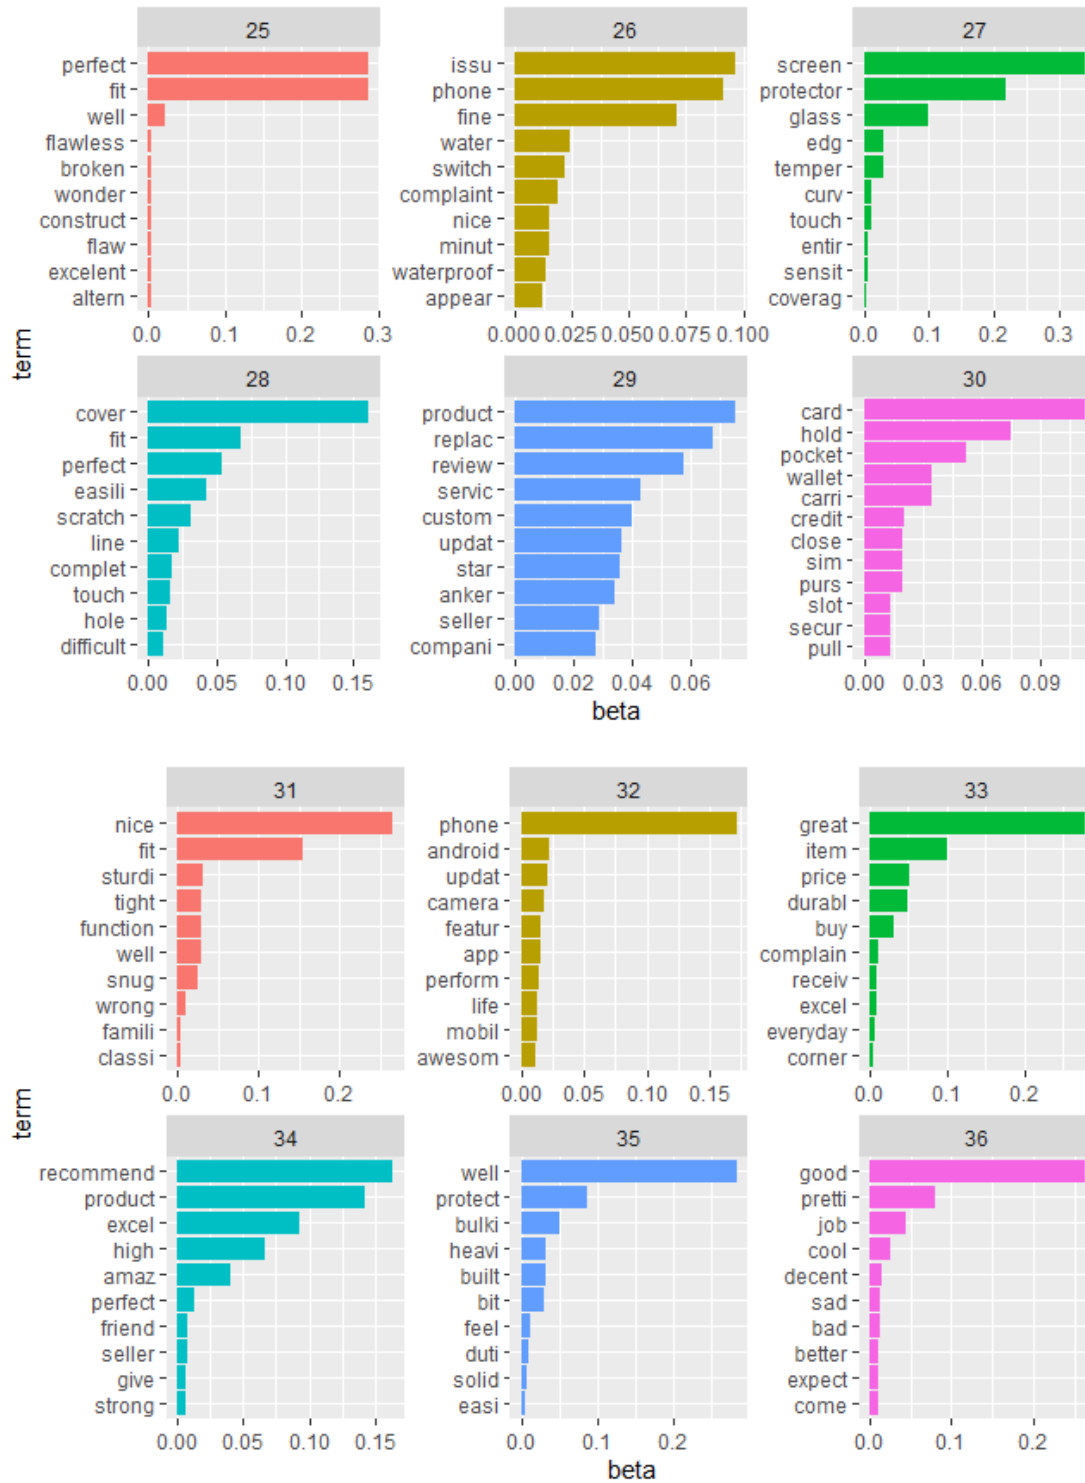 25
perfect
fit
well
flawless
broken
wonder
construct
flaw
excelent
altern
0.0 0.1 0.2 0.3
26
issu
phone
fine
water
switch
complaint
nice
minut
waterproof
appear
0.000 0.025 0.050 0.075 0.100
27
screen
protector
glass
edg
temper
curv
touch
entir
sensit
coverag
0.0 0.1 0.2 0.3
term
28
cover
fit
perfect
easili
scratch
line
complet
touch
hole
difficult
0.00 0.05 0.10 0.15
29
product
replac
review
servic
custom
updat
star
anker
seller
compani
0.00 0.02 0.04 0.06
30
card
hold
pocket
wallet
carri
credit
close
sim
purs
slot
secur
pull
0.00 0.03 0.06 0.09
beta
31
nice
fit
sturdi
tight
function
well
snug
wrong
famili
classi
0.0 0.1 0.2
32
phone
android
updat
camera
featur
app
perform
life
mobil
awesom
0.00 0.05 0.10 0.15
33
great
item
price
durabl
buy
complain
receiv
excel
everyday
corner
0.0 0.1 0.2
term
34
recommend
product
excel
high
amaz
perfect
friend
seller
give
strong
0.00 0.05 0.10 0.15
35
well
protect
bulki
heavi
built
bit
feel
duti
solid
easi
0.0 0.1 0.2
36
good
pretti
job
cool
decent
sad
bad
better
expect
come
0.0 0.1 0.2
beta